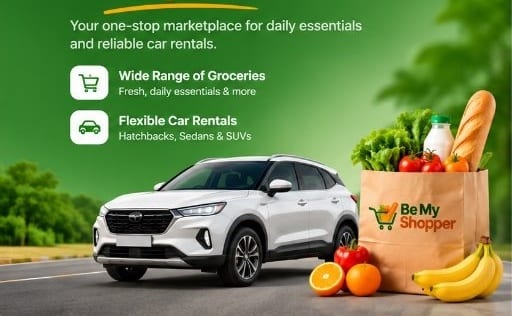 Your one-stop marketplace for daily essentials
and reliable car rentals.
Wide Range of Groceries
Fresh, daily essentials & more
Flexible Car Rentals
Hatchbacks, Sedans & SUVs
Be My
Shopper